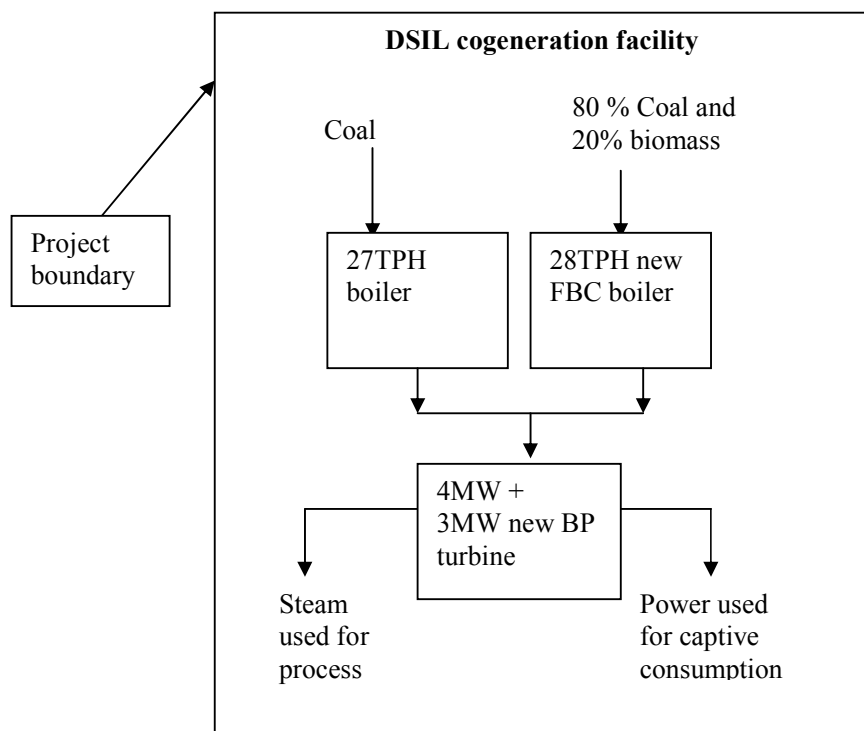 DSIL cogeneration facility
80 % Coal and
20% biomass
Coal
Project
boundary
27TPH
boiler
28TPH new
FBC boiler
4MW +
3MW new BP
turbine
Steam
used for
process
Power used
for captive
consumption